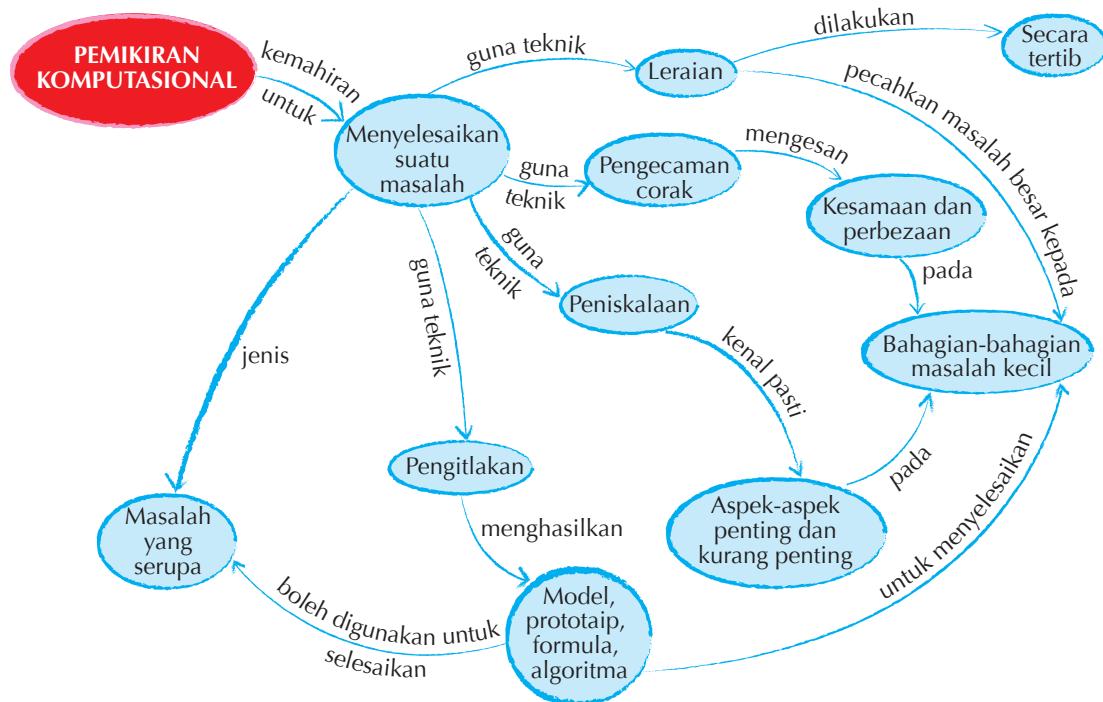 PEMIKIRAN
KOMPUTASIONAL
kemahiran
untuk
Menyelesaikan
suatu
masalah
guna teknik
Leraian
dilakukan
Secara
tertib
pecahkan masalah besar kepada
guna
teknik
Pengecaman
corak
mengesan
Kesamaan dan
perbezaan
pada
Bahagian-bahagian
masalah kecil
guna
teknik
Peniskalaan
kenal pasti
Aspek-aspek
penting dan
kurang penting
pada
guna teknik
Pengitlakan
menghasilkan
Model,
prototaip,
formula,
algoritma
untuk menyelesaikan
boleh digunakan untuk
selesaikan
jenis
Masalah
yang
serupa